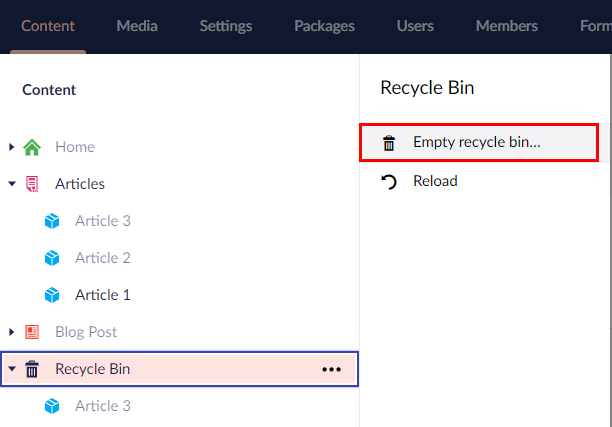 Content Media Settings Packages Users Members Form
Content
Home
Articles
Article 3
Article 2
Article 1
Blog Post
Recycle Bin
Article 3
Recycle Bin
Empty recycle bin...
Reload